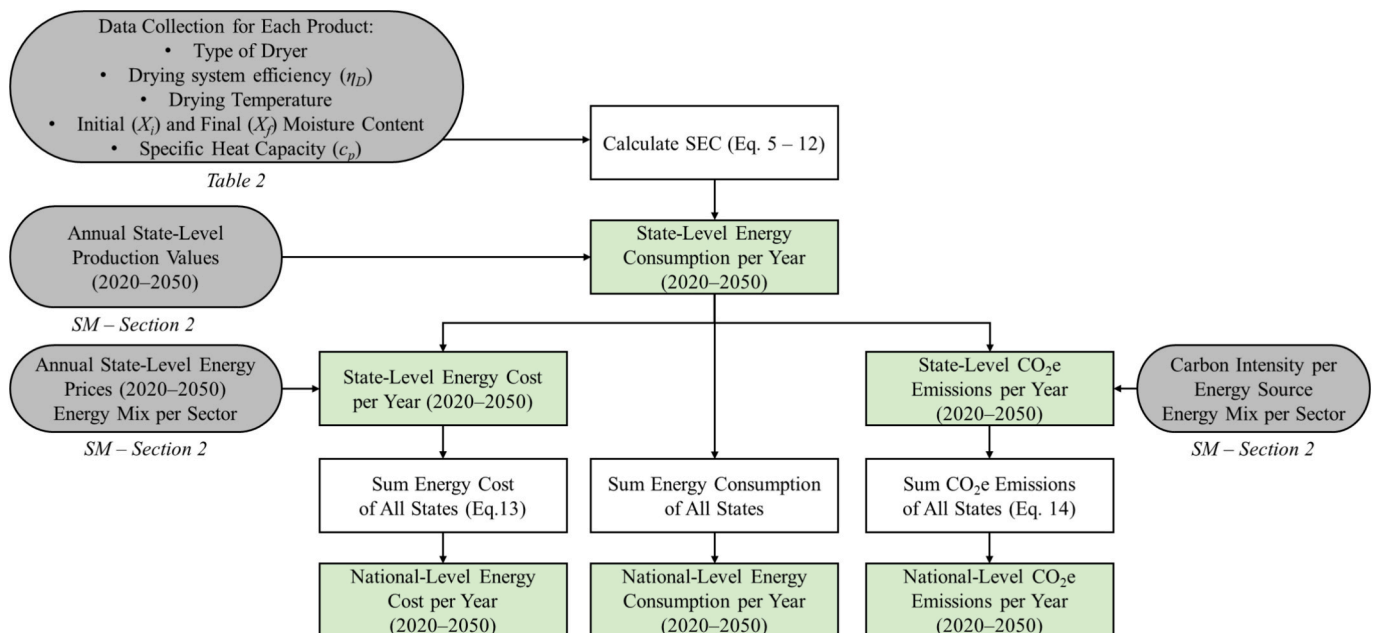 Data Collection for Each Product:
• Type of Dryer
• Drying system efficiency (η_D)
• Drying Temperature
• Initial (X_i) and Final (X_f) Moisture Content
• Specific Heat Capacity (c_p)
Table 2
Calculate SEC (Eq. 5 – 12)
Annual State-Level
Production Values
(2020–2050)
SM – Section 2
State-Level Energy
Consumption per Year
(2020–2050)
Annual State-Level Energy
Prices (2020–2050)
Energy Mix per Sector
SM – Section 2
State-Level Energy Cost
per Year (2020–2050)
State-Level CO₂e
Emissions per Year
(2020–2050)
Carbon Intensity per
Energy Source
Energy Mix per Sector
SM – Section 2
Sum Energy Cost
of All States (Eq.13)
Sum Energy Consumption
of All States
Sum CO₂e Emissions
of All States (Eq. 14)
National-Level Energy
Cost per Year
(2020–2050)
National-Level Energy
Consumption per Year
(2020–2050)
National-Level CO₂e
Emissions per Year
(2020–2050)